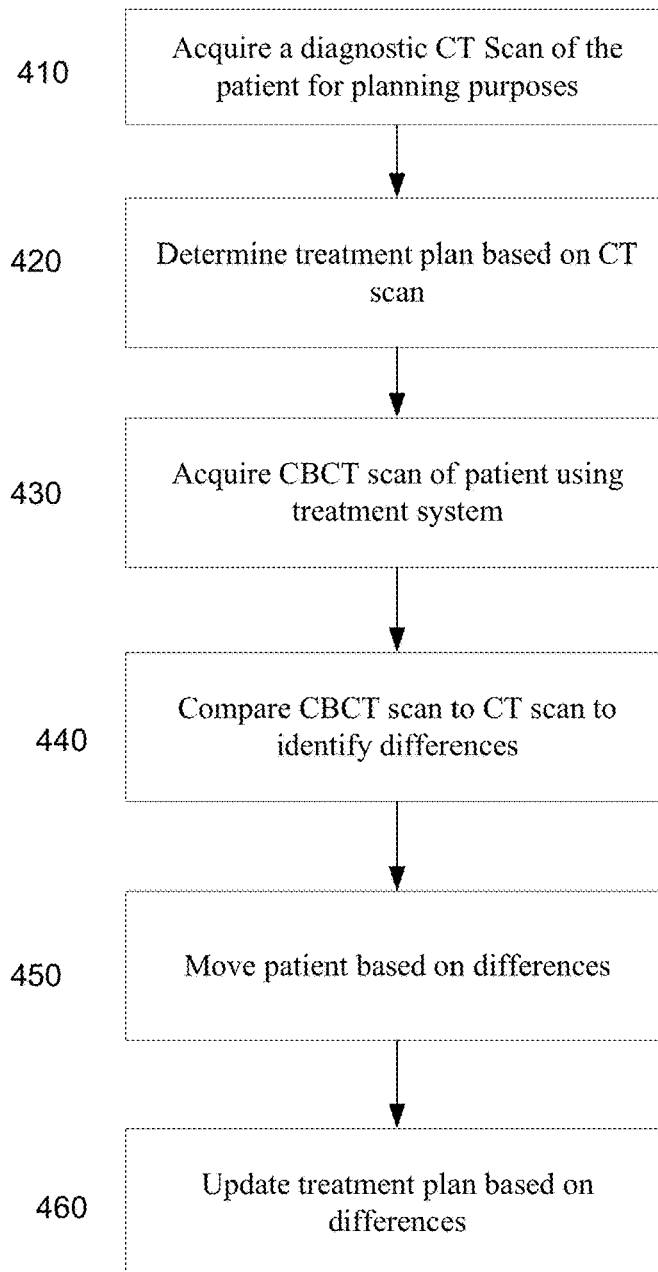 410
Acquire a diagnostic CT Scan of the
patient for planning purposes
420
Determine treatment plan based on CT
scan
430
Acquire CBCT scan of patient using
treatment system
440
Compare CBCT scan to CT scan to
identify differences
450
Move patient based on differences
460
Update treatment plan based on
differences